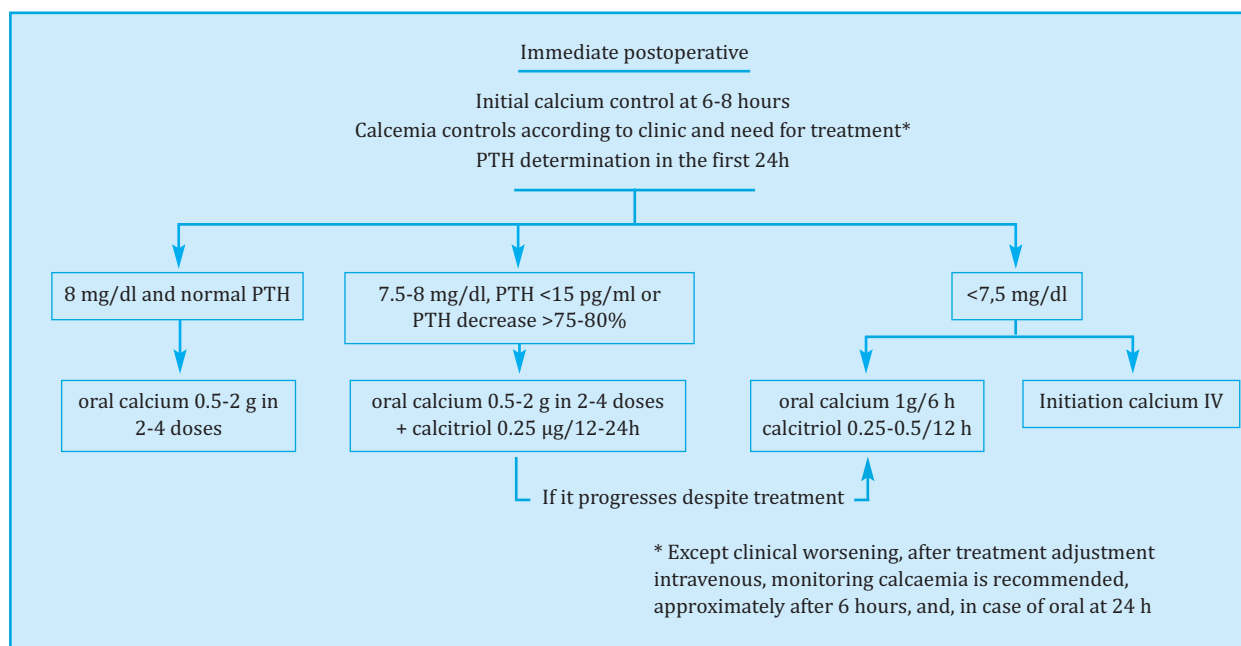 Immediate postoperative
Initial calcium control at 6-8 hours
Calcemia controls according to clinic and need for treatment*
PTH determination in the first 24h
8 mg/dl and normal PTH
7.5-8 mg/dl, PTH <15 pg/ml or
PTH decrease >75-80%
<7,5 mg/dl
oral calcium 0.5-2 g in
2-4 doses
oral calcium 0.5-2 g in 2-4 doses
+ calcitriol 0.25 µg/12-24h
oral calcium 1g/6 h
calcitriol 0.25-0.5/12 h
Initiation calcium IV
If it progresses despite treatment
* Except clinical worsening, after treatment adjustment
intravenous, monitoring calcaemia is recommended,
approximately after 6 hours, and, in case of oral at 24 h